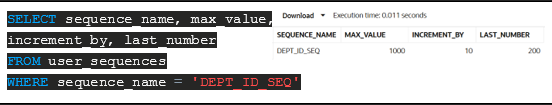 SELECT sequence_name, max_value,
increment_by, last_number
FROM user_sequences
WHERE sequence_name = 'DEPT_ID_SEQ'
Download ▼ Execution time: 0.011 seconds
SEQUENCE_NAME MAX_VALUE INCREMENT_BY LAST_NUMBER
DEPT_ID_SEQ 1000 10 200